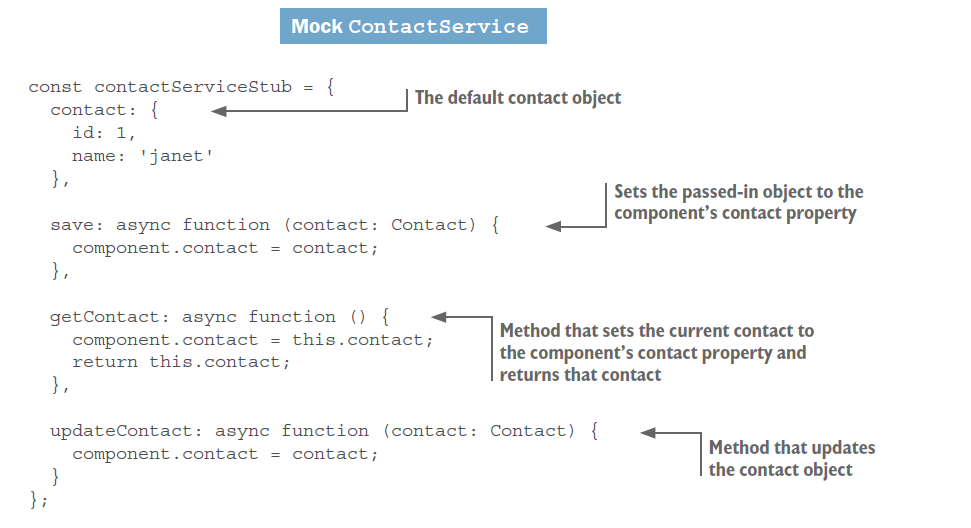 Mock ContactService
const contactServiceStub = {
contact: {
The default contact object
id: 1,
name: 'janet'
},
Sets the passed-in object to the
component's contact property
save: async function (contact: Contact) {
component.contact = contact;
},
getContact: async function () {
component.contact = this.contact;
return this.contact;
},
Method that sets the current contact to
the component's contact property and
returns that contact
updateContact: async function (contact: Contact) {
component.contact = contact;
}
};
Method that updates
the contact object